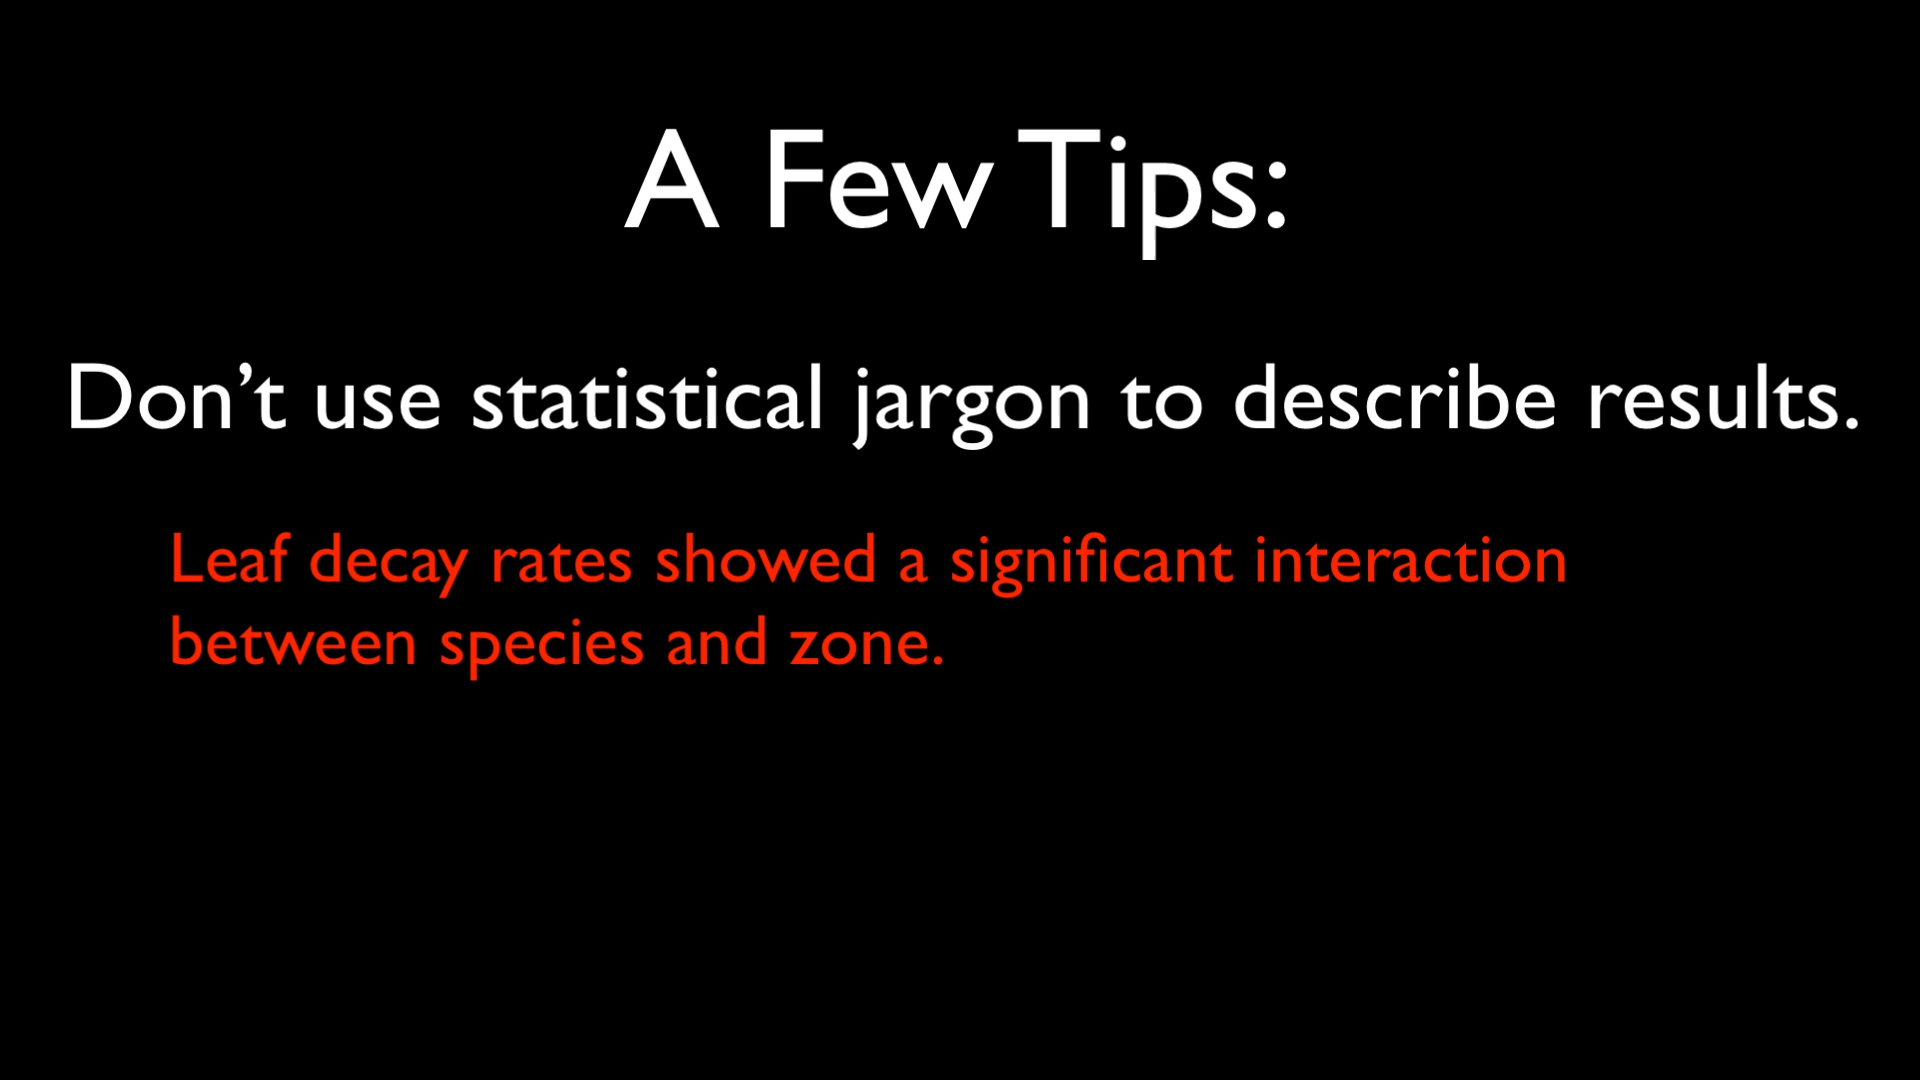 A Few Tips:
Don’t use statistical jargon to describe results.
Leaf decay rates showed a significant interaction
between species and zone.